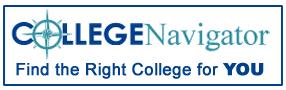 COLLEGENavigator
Find the Right College for YOU